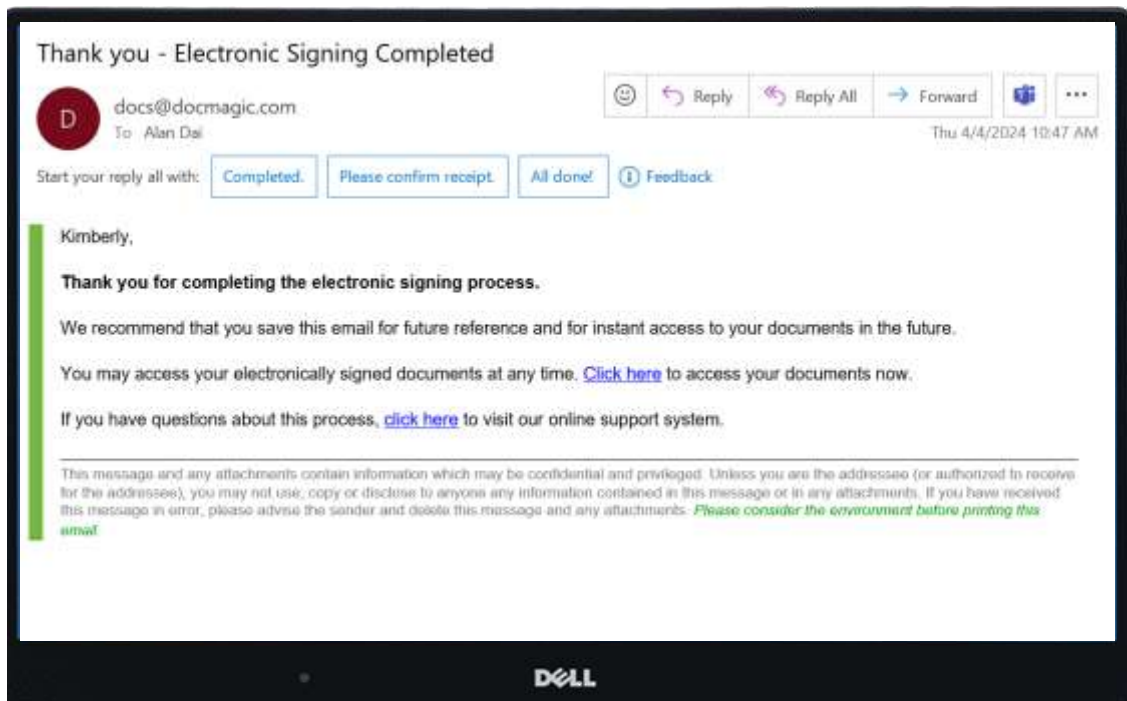 Thank you - Electronic Signing Completed
D
docs@docmagic.com
To Alan Dai
Reply
Reply All
Forward
Thu 4/4/2024 10:47 AM
Start your reply all with:
Completed.
Please confirm receipt.
All done!
Feedback
Kimberly,
Thank you for completing the electronic signing process.
We recommend that you save this email for future reference and for instant access to your documents in the future.
You may access your electronically signed documents at any time. Click here to access your documents now.
If you have questions about this process, click here to visit our online support system.
This message and any attachments contain information which may be confidential and privileged. Unless you are the addressee (or authorized to receive
for the addressee), you may not use, copy or disclose to anyone any information contained in this message or in any attachments. If you have received
this message in error, please advise the sender and delete this message and any attachments. Please consider the environment before printing this
email.
DELL